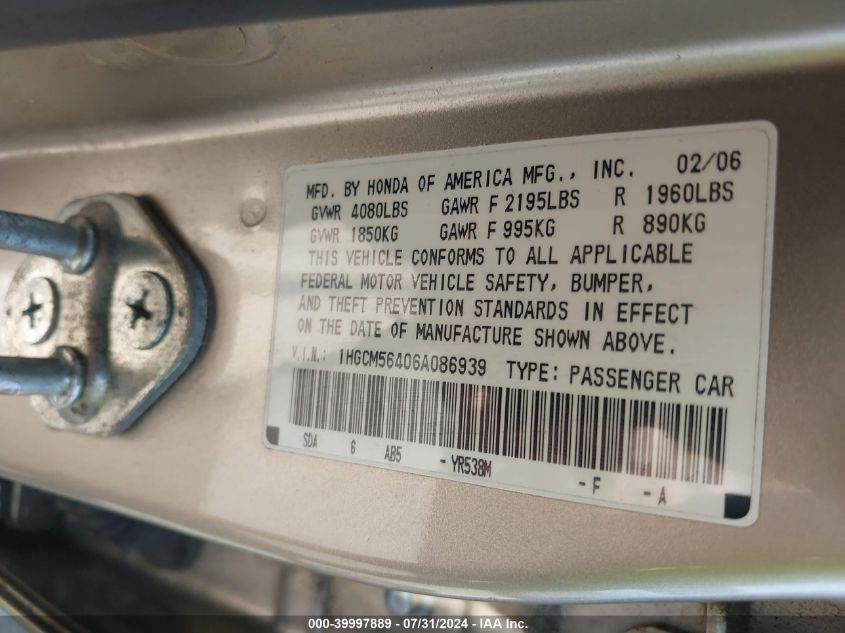 MFD. BY HONDA OF AMERICA MFG., INC. 02/06
GVWR 4080LBS GAWR F 2195LBS R 1960LBS
GVWR 1850KG GAWR F 995KG R 890KG
THIS VEHICLE CONFORMS TO ALL APPLICABLE
FEDERAL MOTOR VEHICLE SAFETY, BUMPER,
AND THEFT PREVENTION STANDARDS IN EFFECT
ON THE DATE OF MANUFACTURE SHOWN ABOVE.
V.I.N.: 1HGCM56406A086939 TYPE: PASSENGER CAR
SDA 6 AB5 - YR538M - F - A
000-39997889 / 07/31/2024 - YTU / IAA Inc.